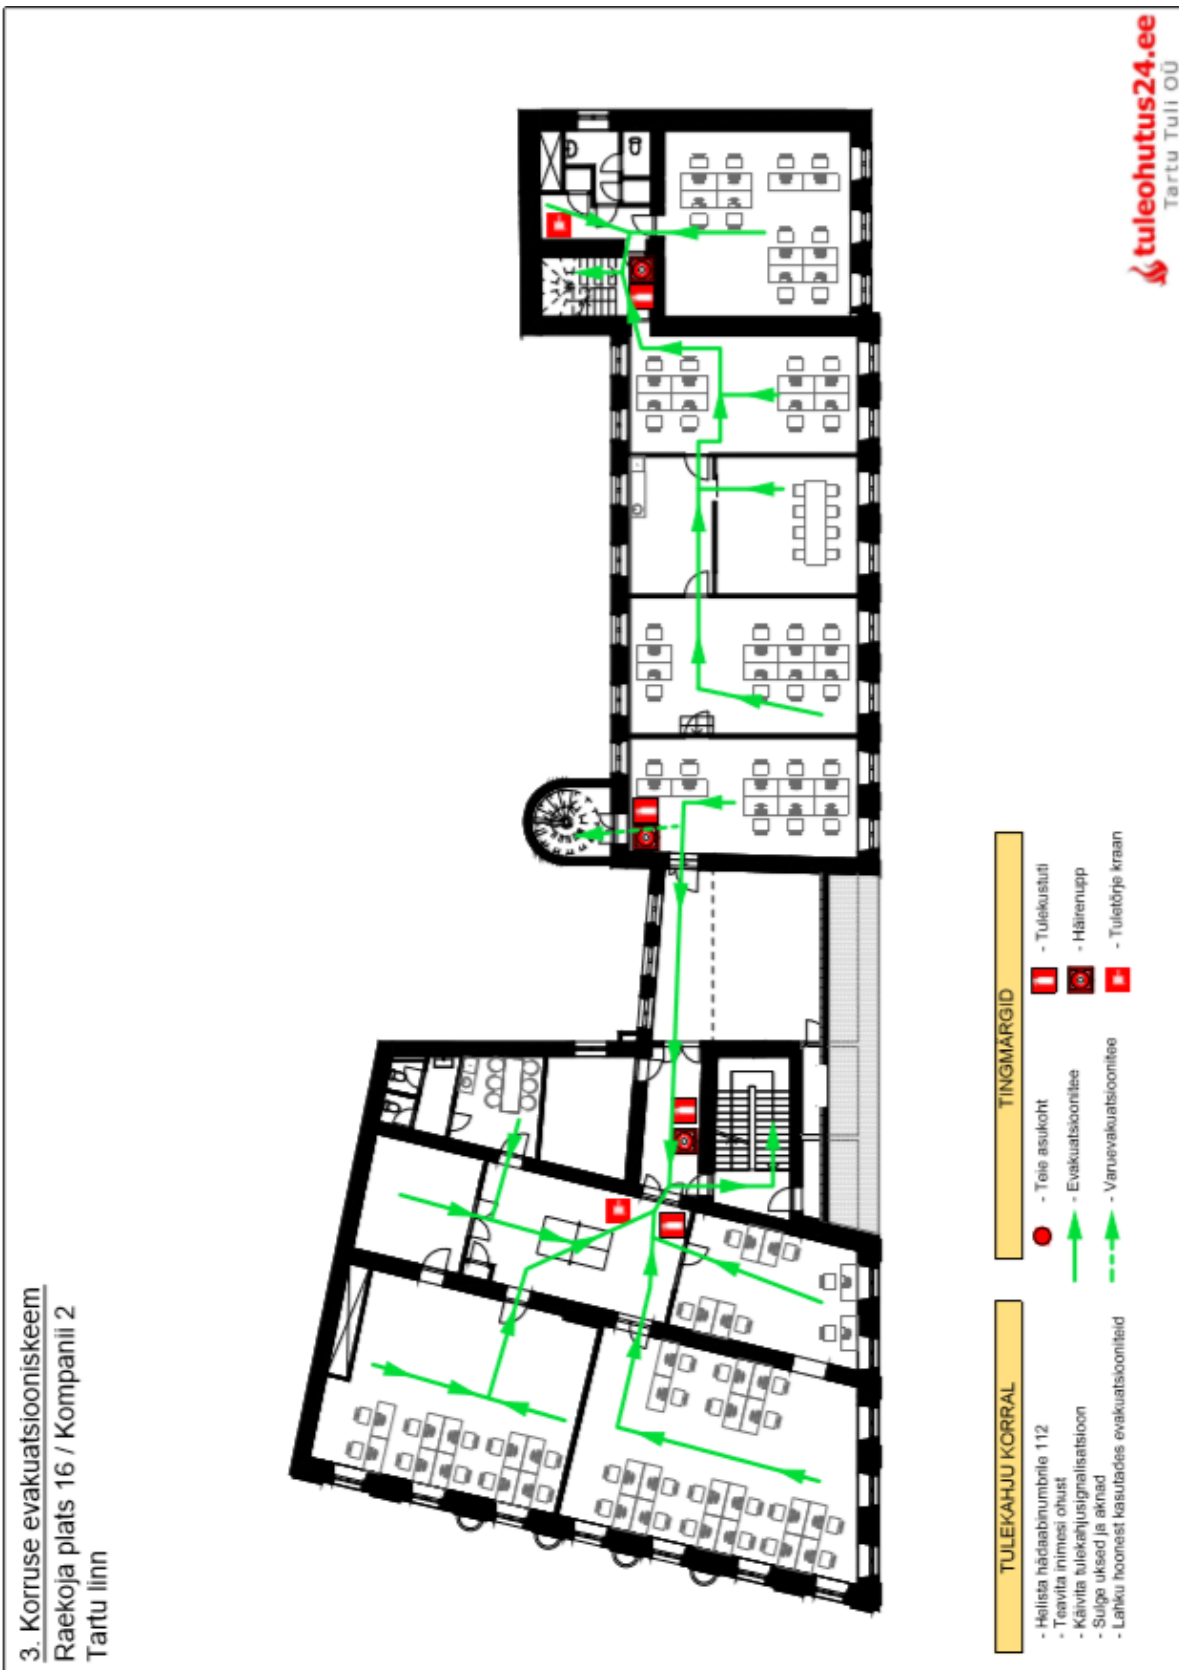 3. Korruse evakuatsiooniskeem
Raekoja plats 16 / Kompanii 2
Tartu linn
TULEKAHJU KORRAL
- Helista hädaabinumbrile 112
- Teavita inimesi ohust
- Käivita tulekahjusignalisatsioon
- Sulge uksed ja aknad
- Lahku hoonest kasutades evakuatsiooniteid
TINGMÄRGID
- Teie asukoht
- Evakuatsioonitee
- Varuevakuatsioonitee
- Tulekustuti
- Häirenupp
- Tuletõrje kraan
tuleohutus24.ee
Tartu Tuli OÜ